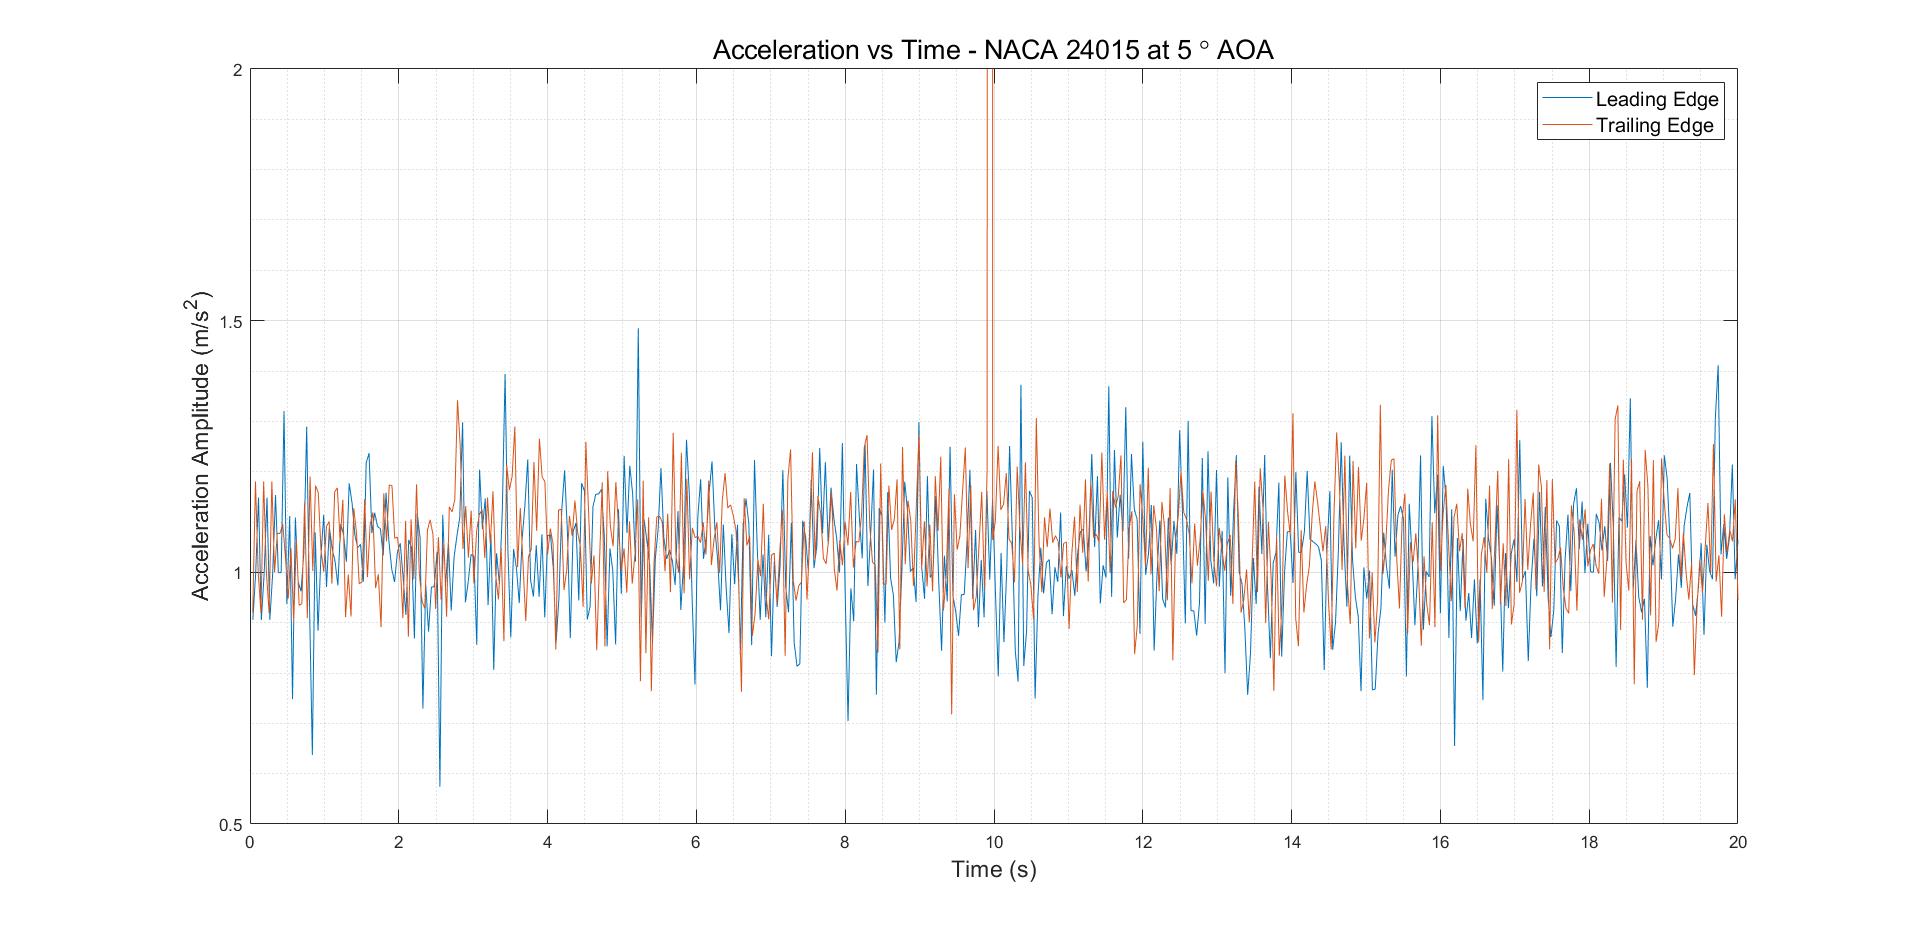 Acceleration vs Time - NACA 24015 at 5 ° AOA
Leading Edge
Trailing Edge
Acceleration Amplitude (m/s²)
2
1.5
1
0.5
0 2 4 6 8 10 12 14 16 18 20
Time (s)